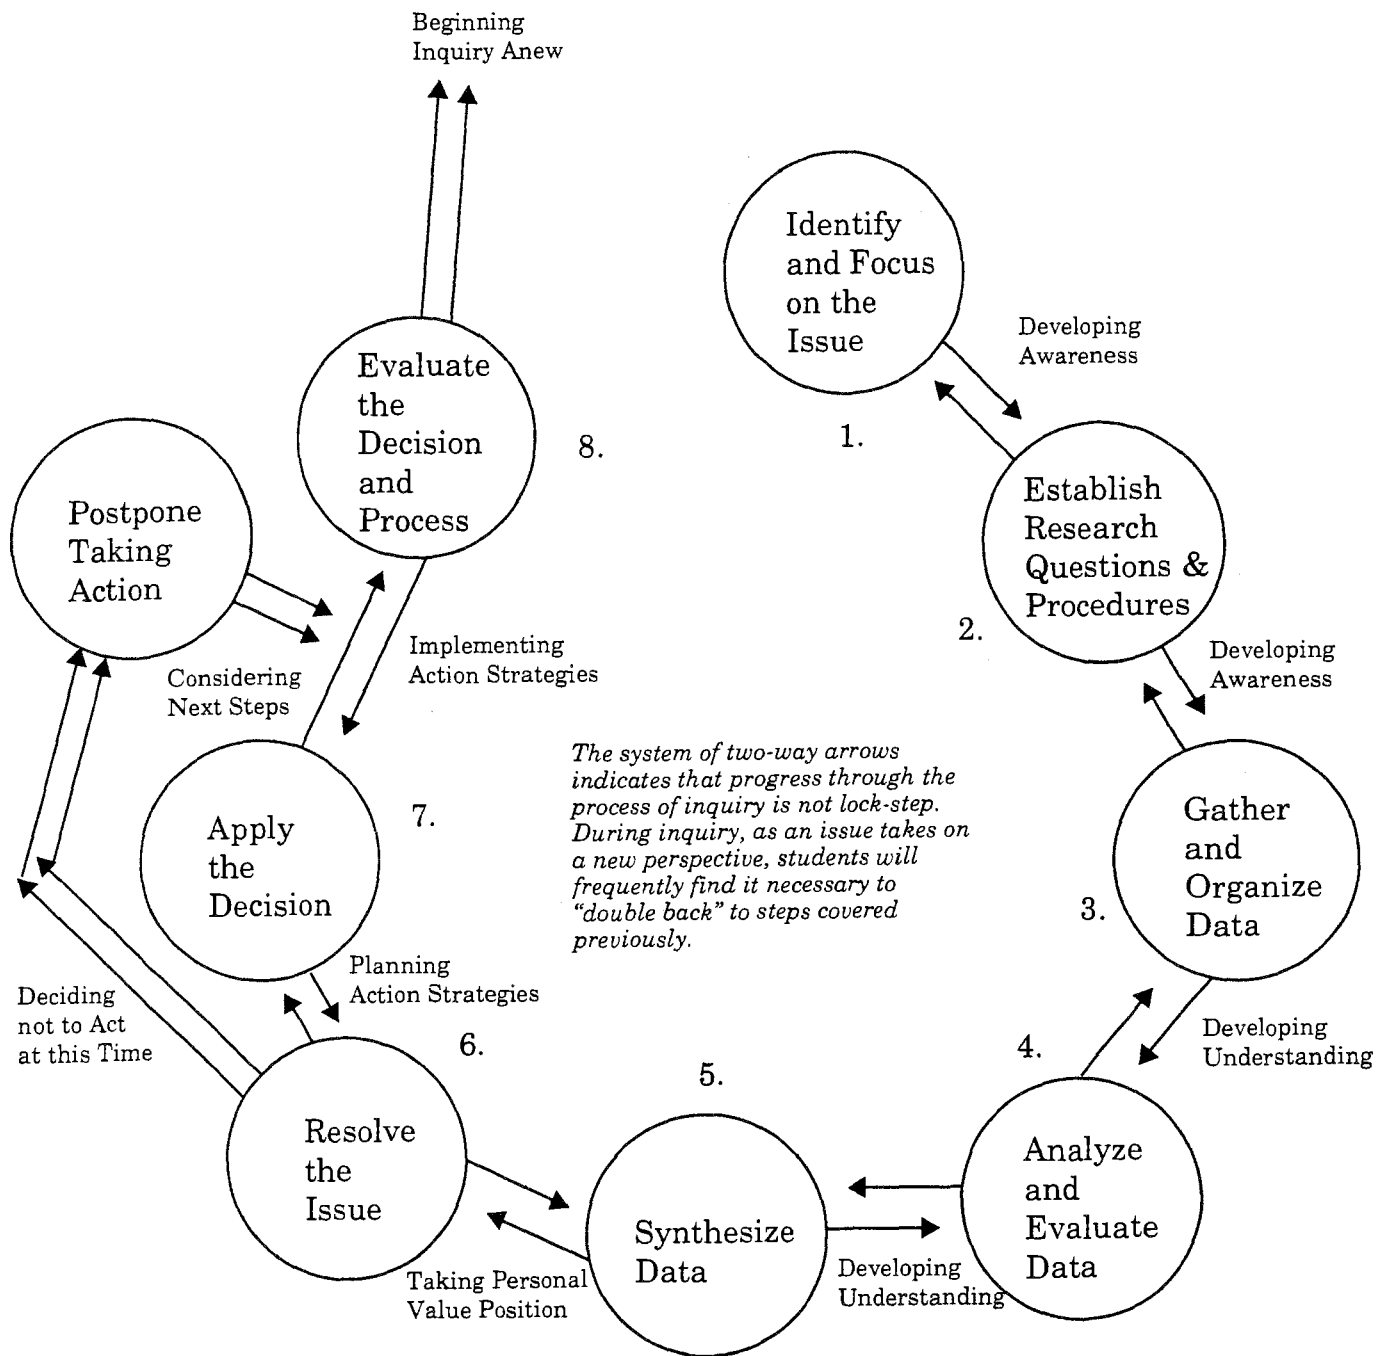 Beginning
Inquiry Anew
Identify
and Focus
on the
Issue
1.
Developing
Awareness
Establish
Research
Questions &
Procedures
2.
Developing
Awareness
Gather
and
Organize
Data
3.
Developing
Understanding
4.
Analyze
and
Evaluate
Data
Developing
Understanding
5.
Synthesize
Data
Taking Personal
Value Position
6.
Resolve
the
Issue
Planning
Action Strategies
Deciding
not to Act
at this Time
7.
Apply
the
Decision
Postpone
Taking
Action
Considering
Next Steps
Implementing
Action Strategies
8.
Evaluate
the
Decision
and
Process
The system of two-way arrows
indicates that progress through the
process of inquiry is not lock-step.
During inquiry, as an issue takes on
a new perspective, students will
frequently find it necessary to
“double back” to steps covered
previously.